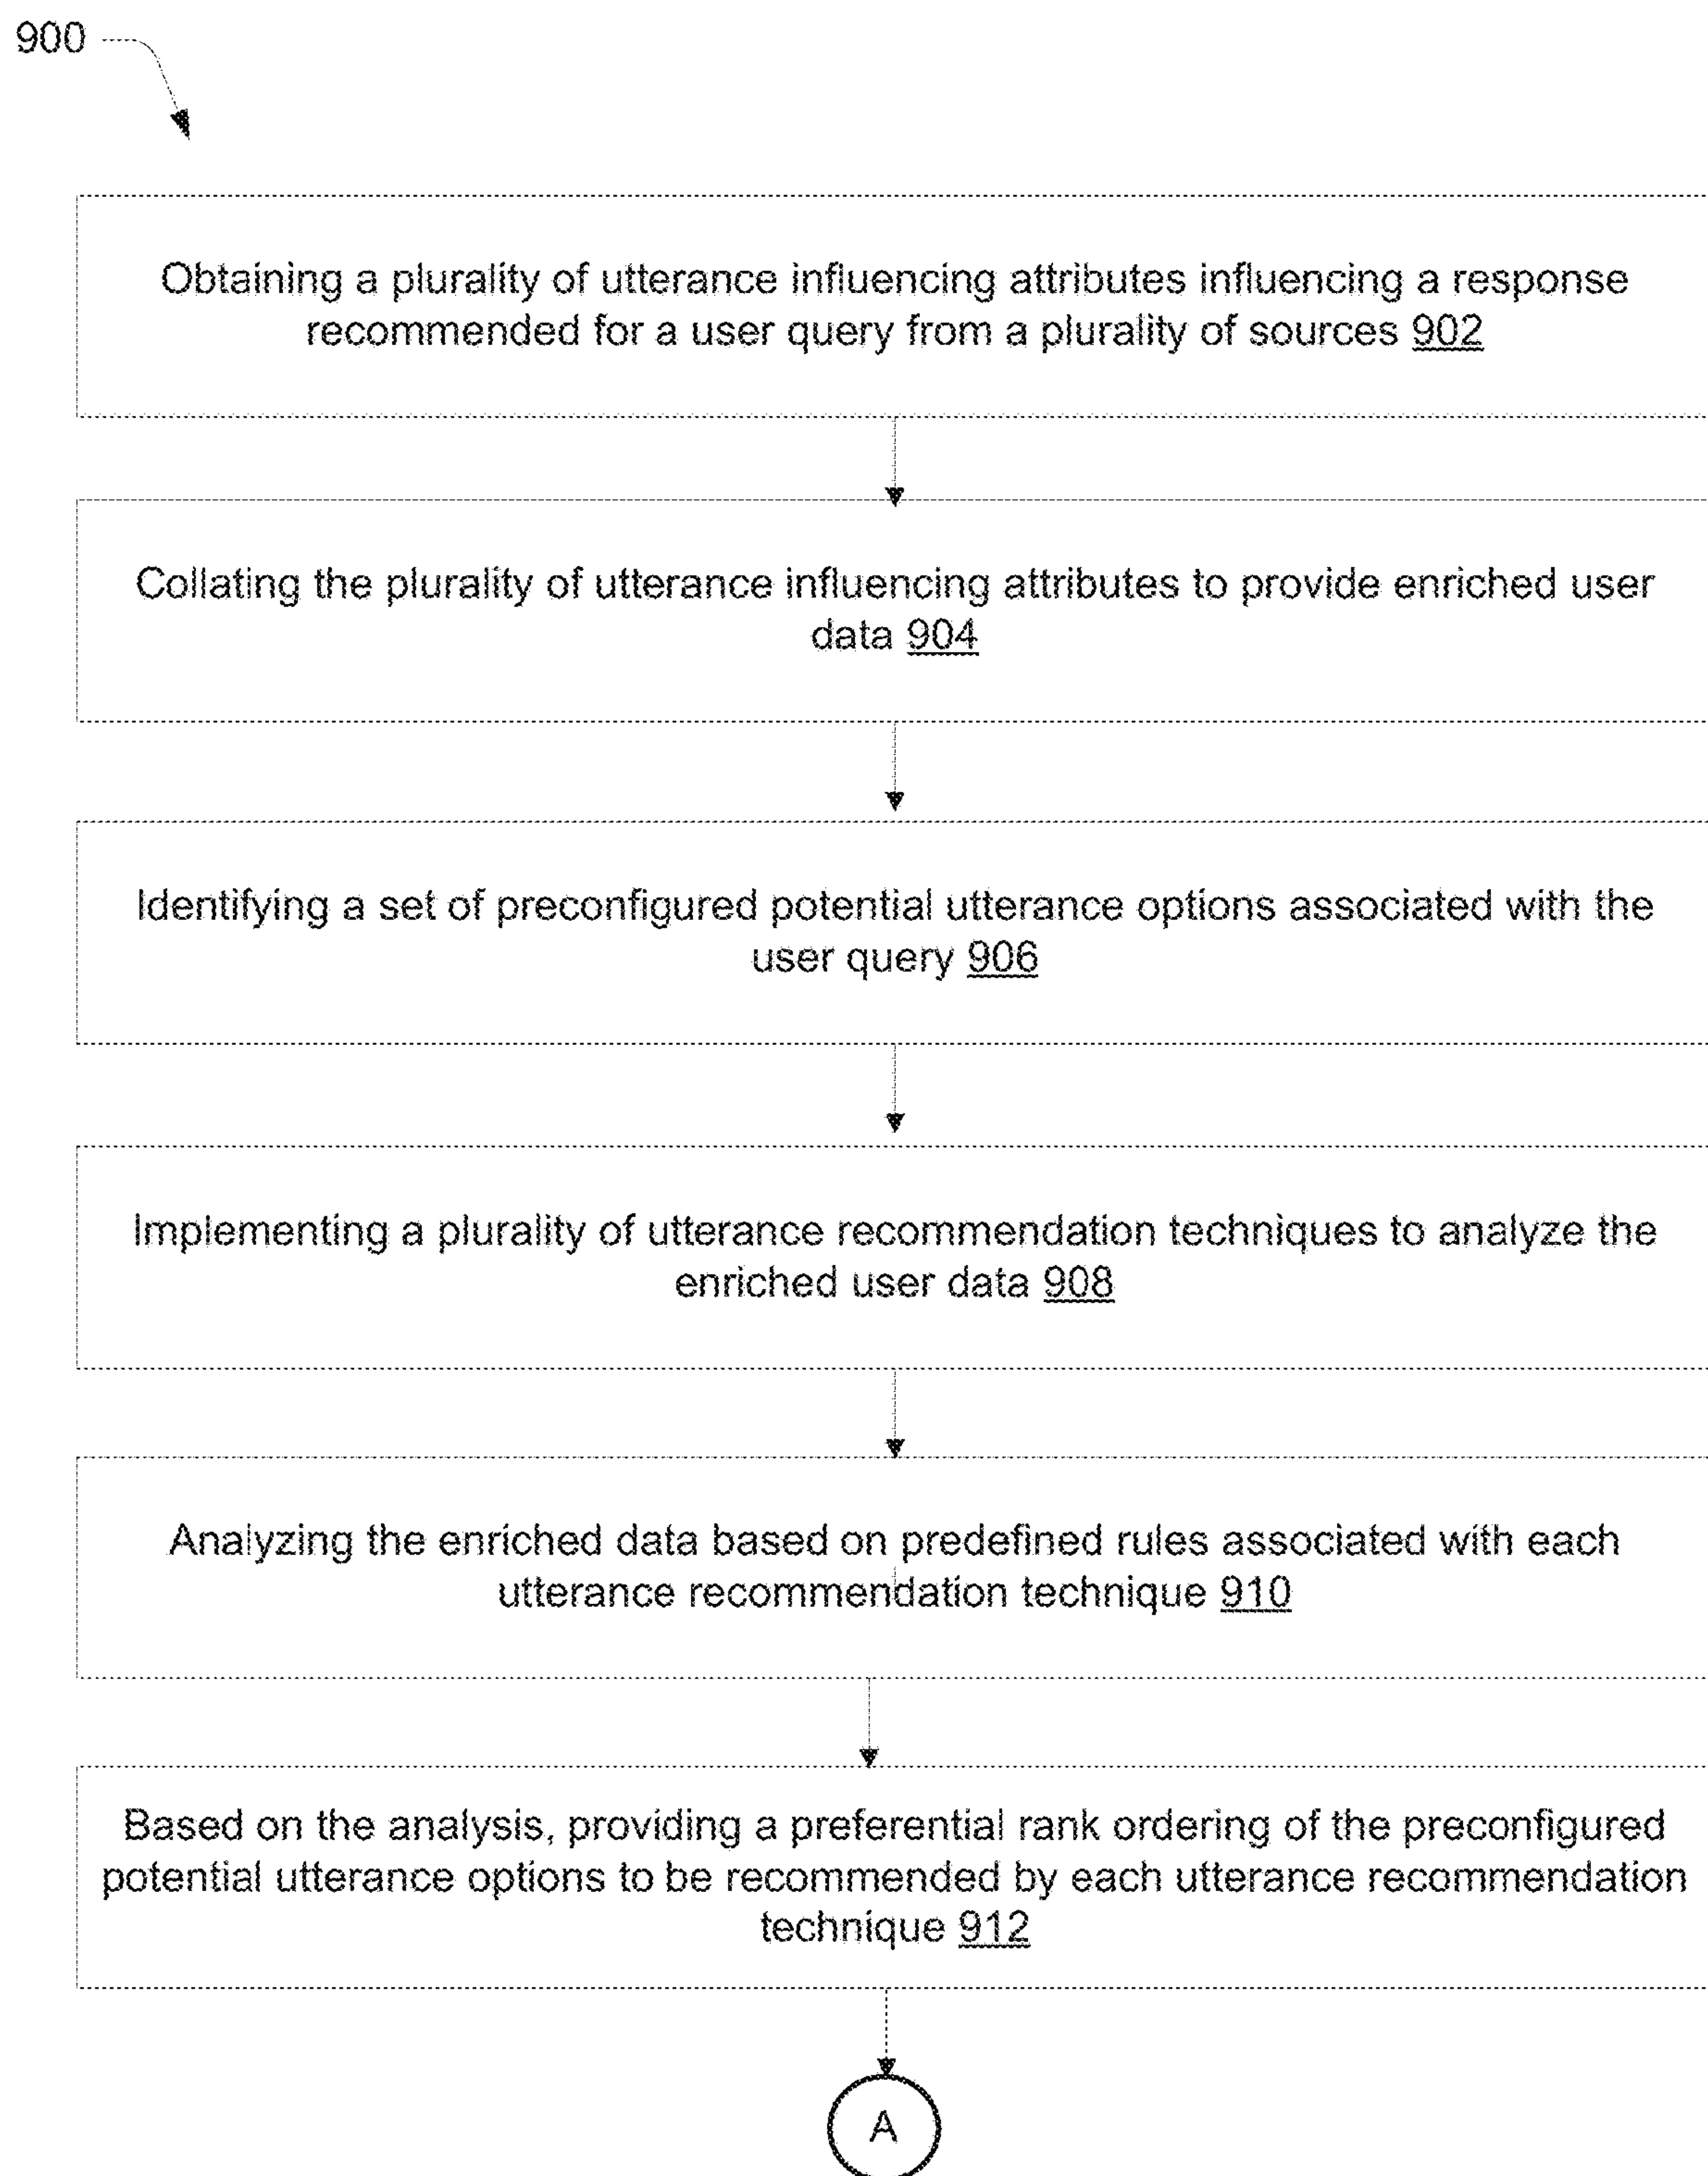 900
Obtaining a plurality of utterance influencing attributes influencing a response
recommended for a user query from a plurality of sources 902
Collating the plurality of utterance influencing attributes to provide enriched user
data 904
Identifying a set of preconfigured potential utterance options associated with the
user query 906
Implementing a plurality of utterance recommendation techniques to analyze the
enriched user data 908
Analyzing the enriched data based on predefined rules associated with each
utterance recommendation technique 910
Based on the analysis, providing a preferential rank ordering of the preconfigured
potential utterance options to be recommended by each utterance recommendation
technique 912
A